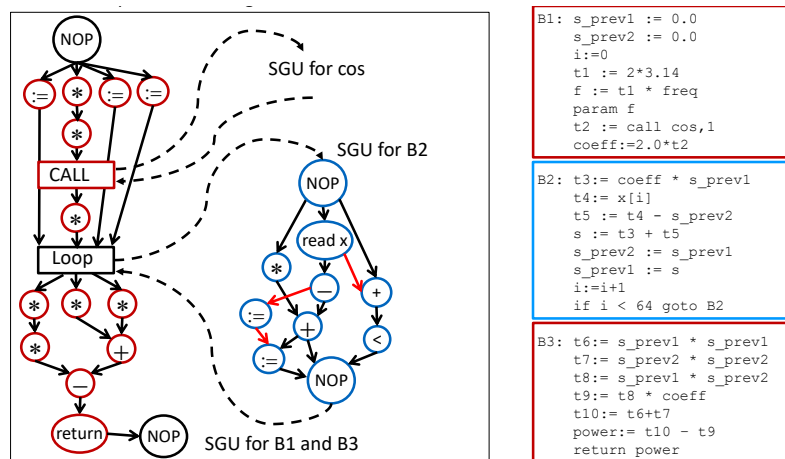 NOP
:=
*
:=
:=
*
CALL
*
Loop
*
*
*
*
+
−
return
NOP
SGU for cos
SGU for B2
NOP
read x
*
−
+
:=
+
<
:=
NOP
SGU for B1 and B3
B1: s_prev1 := 0.0
s_prev2 := 0.0
i:=0
t1 := 2*3.14
f := t1 * freq
param f
t2 := call cos,1
coeff:=2.0*t2
B2: t3:= coeff * s_prev1
t4:= x[i]
t5 := t4 - s_prev2
s := t3 + t5
s_prev2 := s_prev1
s_prev1 := s
i:=i+1
if i < 64 goto B2
B3: t6:= s_prev1 * s_prev1
t7:= s_prev2 * s_prev2
t8:= s_prev1 * s_prev2
t9:= t8 * coeff
t10:= t6+t7
power:= t10 – t9
return power